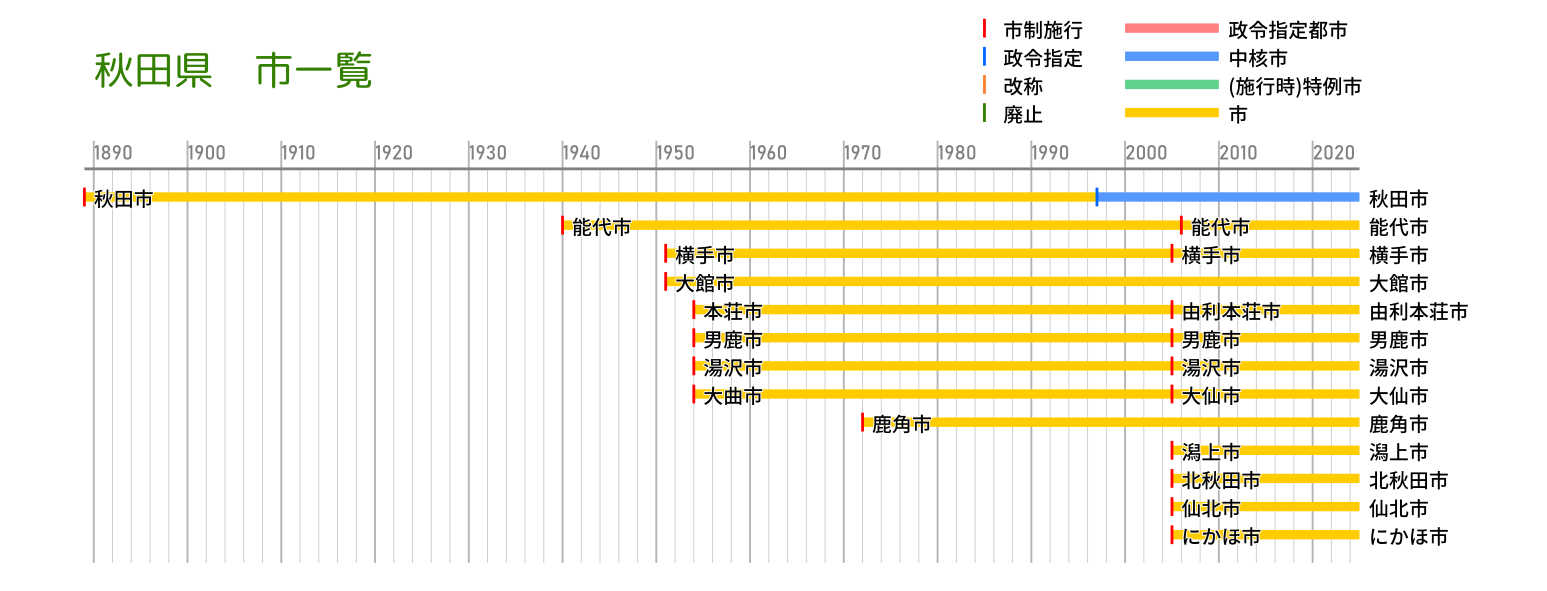 市制施行 政令指定都市
秋田県 市一覧
政令指定 中核市
改称 (施行時)特例市
廃止 市
1890 1900 1910 1920 1930 1940 1950 1960 1970 1980 1990 2000 2010 2020
秋田市 秋田市
能代市 能代市 能代市
横手市 横手市 横手市
大館市 大館市
本荘市 由利本荘市 由利本荘市
男鹿市 男鹿市 男鹿市
湯沢市 湯沢市 湯沢市
大曲市 大仙市 大仙市
鹿角市 鹿角市
潟上市 潟上市
北秋田市 北秋田市
仙北市 仙北市
にかほ市 にかほ市